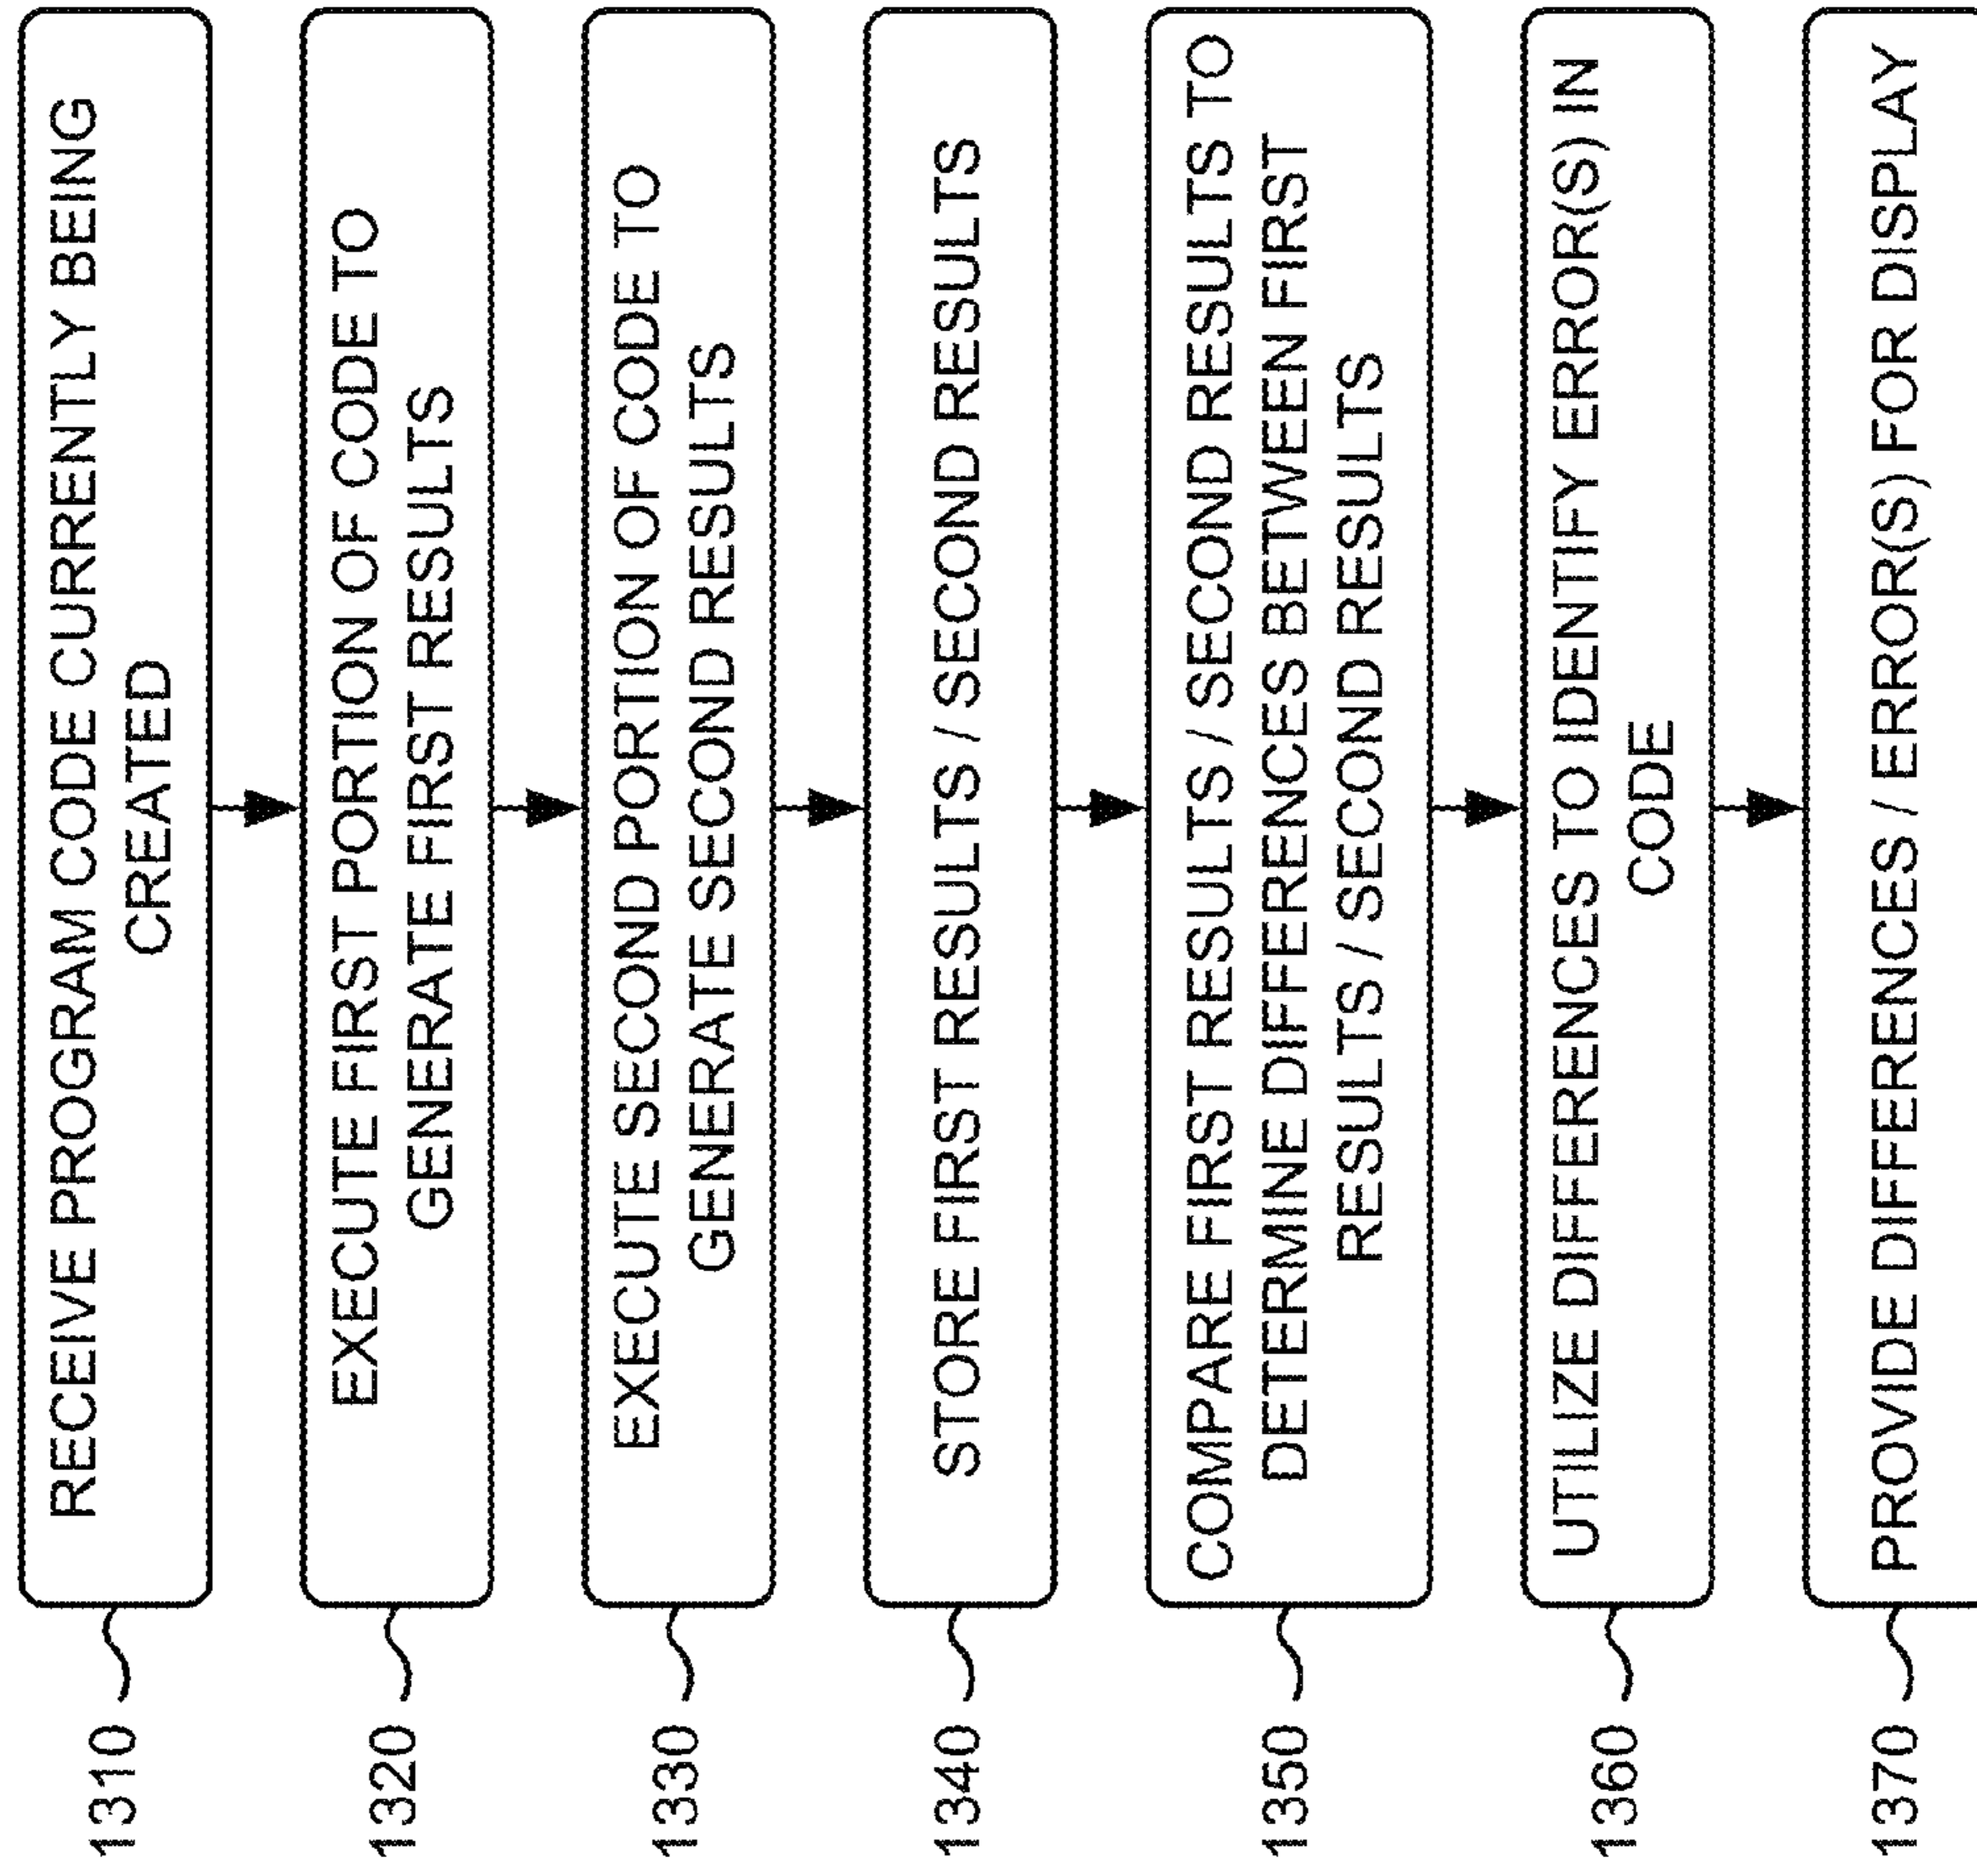 1310
RECEIVE PROGRAM CODE CURRENTLY BEING
CREATED
1320
EXECUTE FIRST PORTION OF CODE TO
GENERATE FIRST RESULTS
1330
EXECUTE SECOND PORTION OF CODE TO
GENERATE SECOND RESULTS
1340
STORE FIRST RESULTS / SECOND RESULTS
1350
COMPARE FIRST RESULTS / SECOND RESULTS TO
DETERMINE DIFFERENCES BETWEEN FIRST
RESULTS / SECOND RESULTS
1360
UTILIZE DIFFERENCES TO IDENTIFY ERROR(S) IN
CODE
1370
PROVIDE DIFFERENCES / ERROR(S) FOR DISPLAY